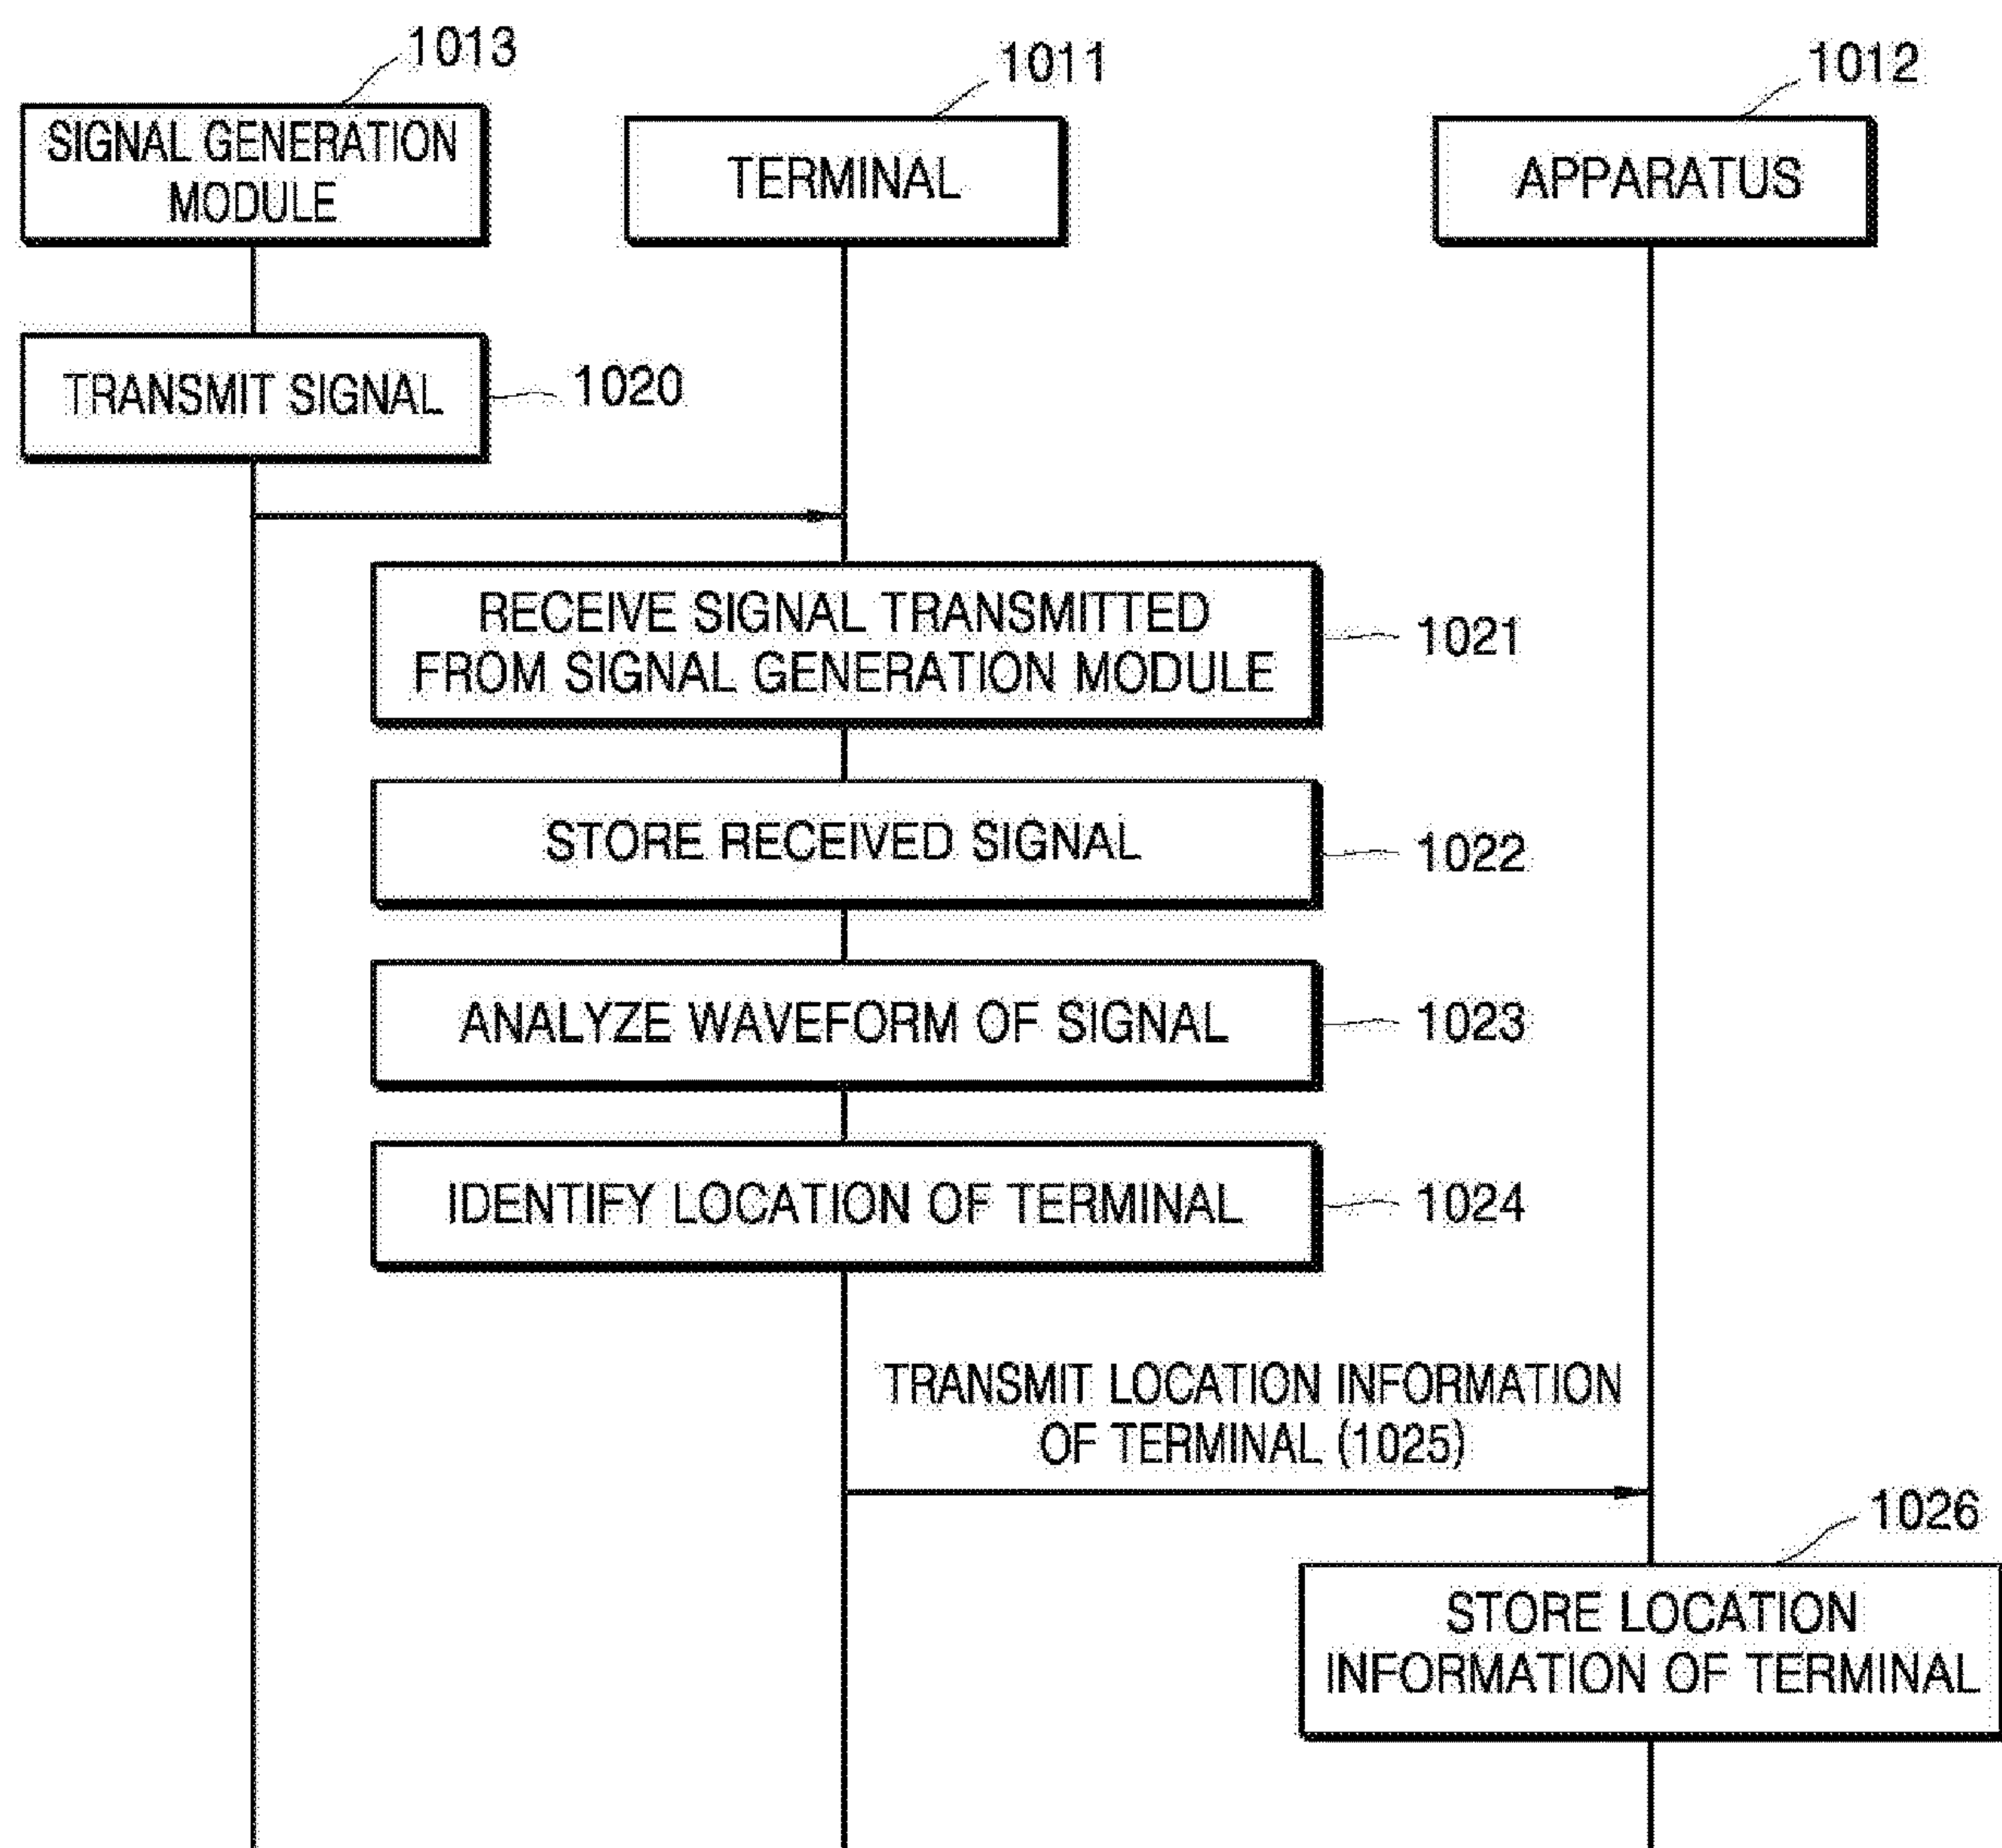 1013
1011
1012
SIGNAL GENERATION
MODULE
TERMINAL
APPARATUS
TRANSMIT SIGNAL
1020
RECEIVE SIGNAL TRANSMITTED
FROM SIGNAL GENERATION MODULE
1021
STORE RECEIVED SIGNAL
1022
ANALYZE WAVEFORM OF SIGNAL
1023
IDENTIFY LOCATION OF TERMINAL
1024
TRANSMIT LOCATION INFORMATION
OF TERMINAL (1025)
1026
STORE LOCATION
INFORMATION OF TERMINAL